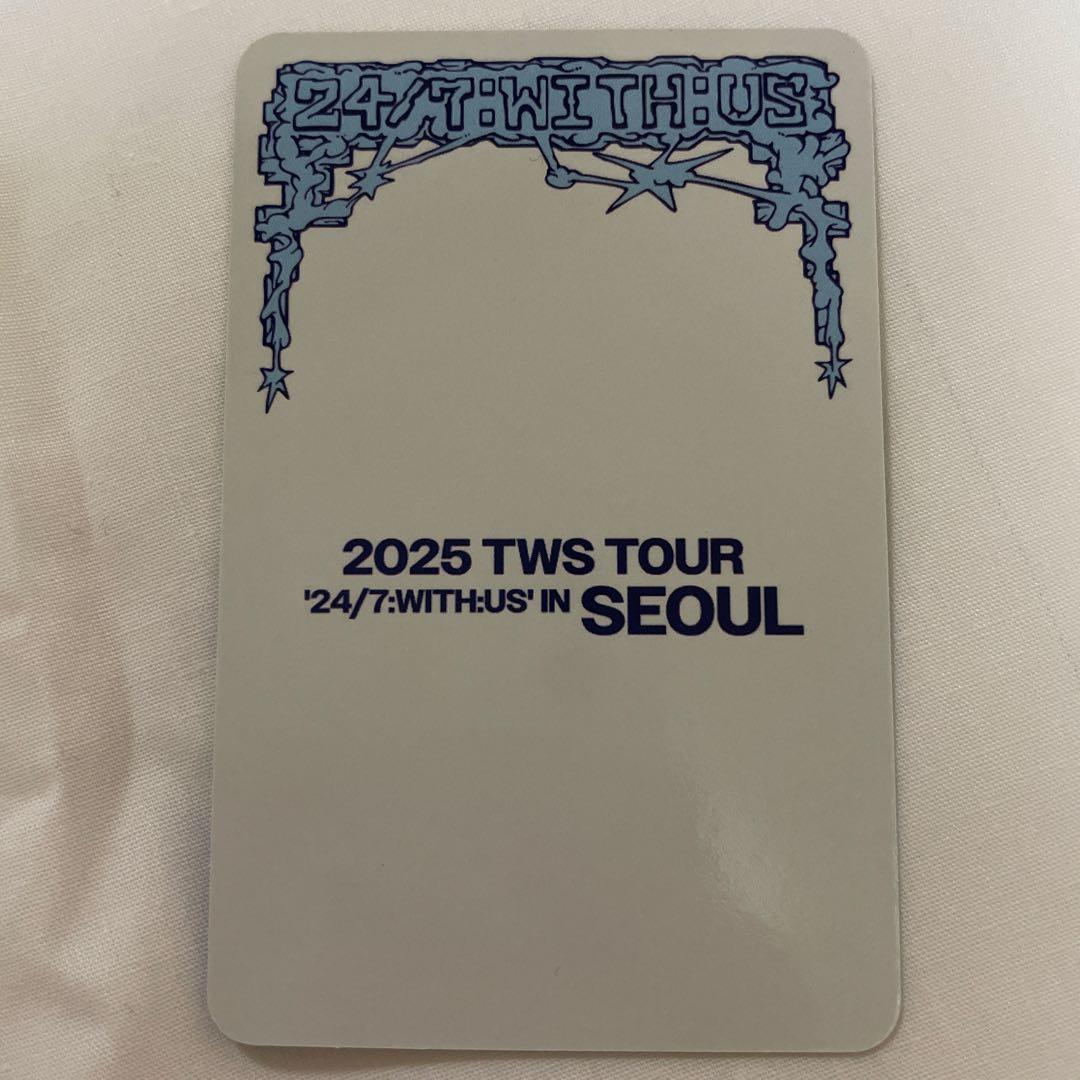 24/7:WITH:US
2025 TWS TOUR
'24/7:WITH:US' IN SEOUL